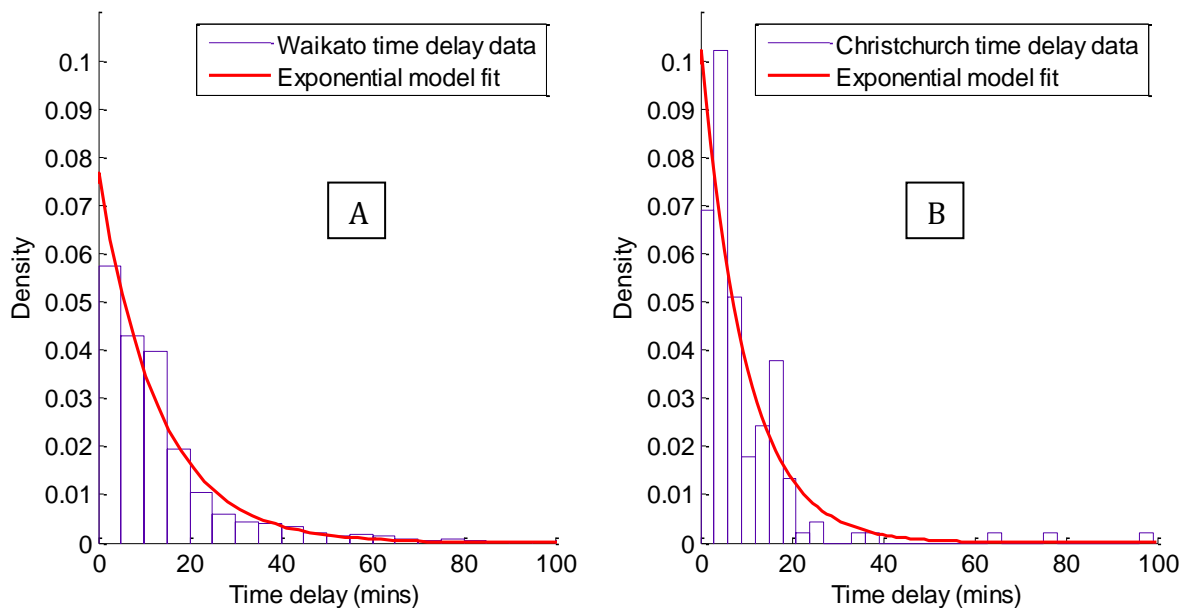 Waikato time delay data
Exponential model fit
A
0.1
0.09
0.08
0.07
0.06
0.05
0.04
0.03
0.02
0.01
0
Density
0 20 40 60 80 100
Time delay (mins)
Christchurch time delay data
Exponential model fit
B
0.1
0.09
0.08
0.07
0.06
0.05
0.04
0.03
0.02
0.01
0
Density
0 20 40 60 80 100
Time delay (mins)